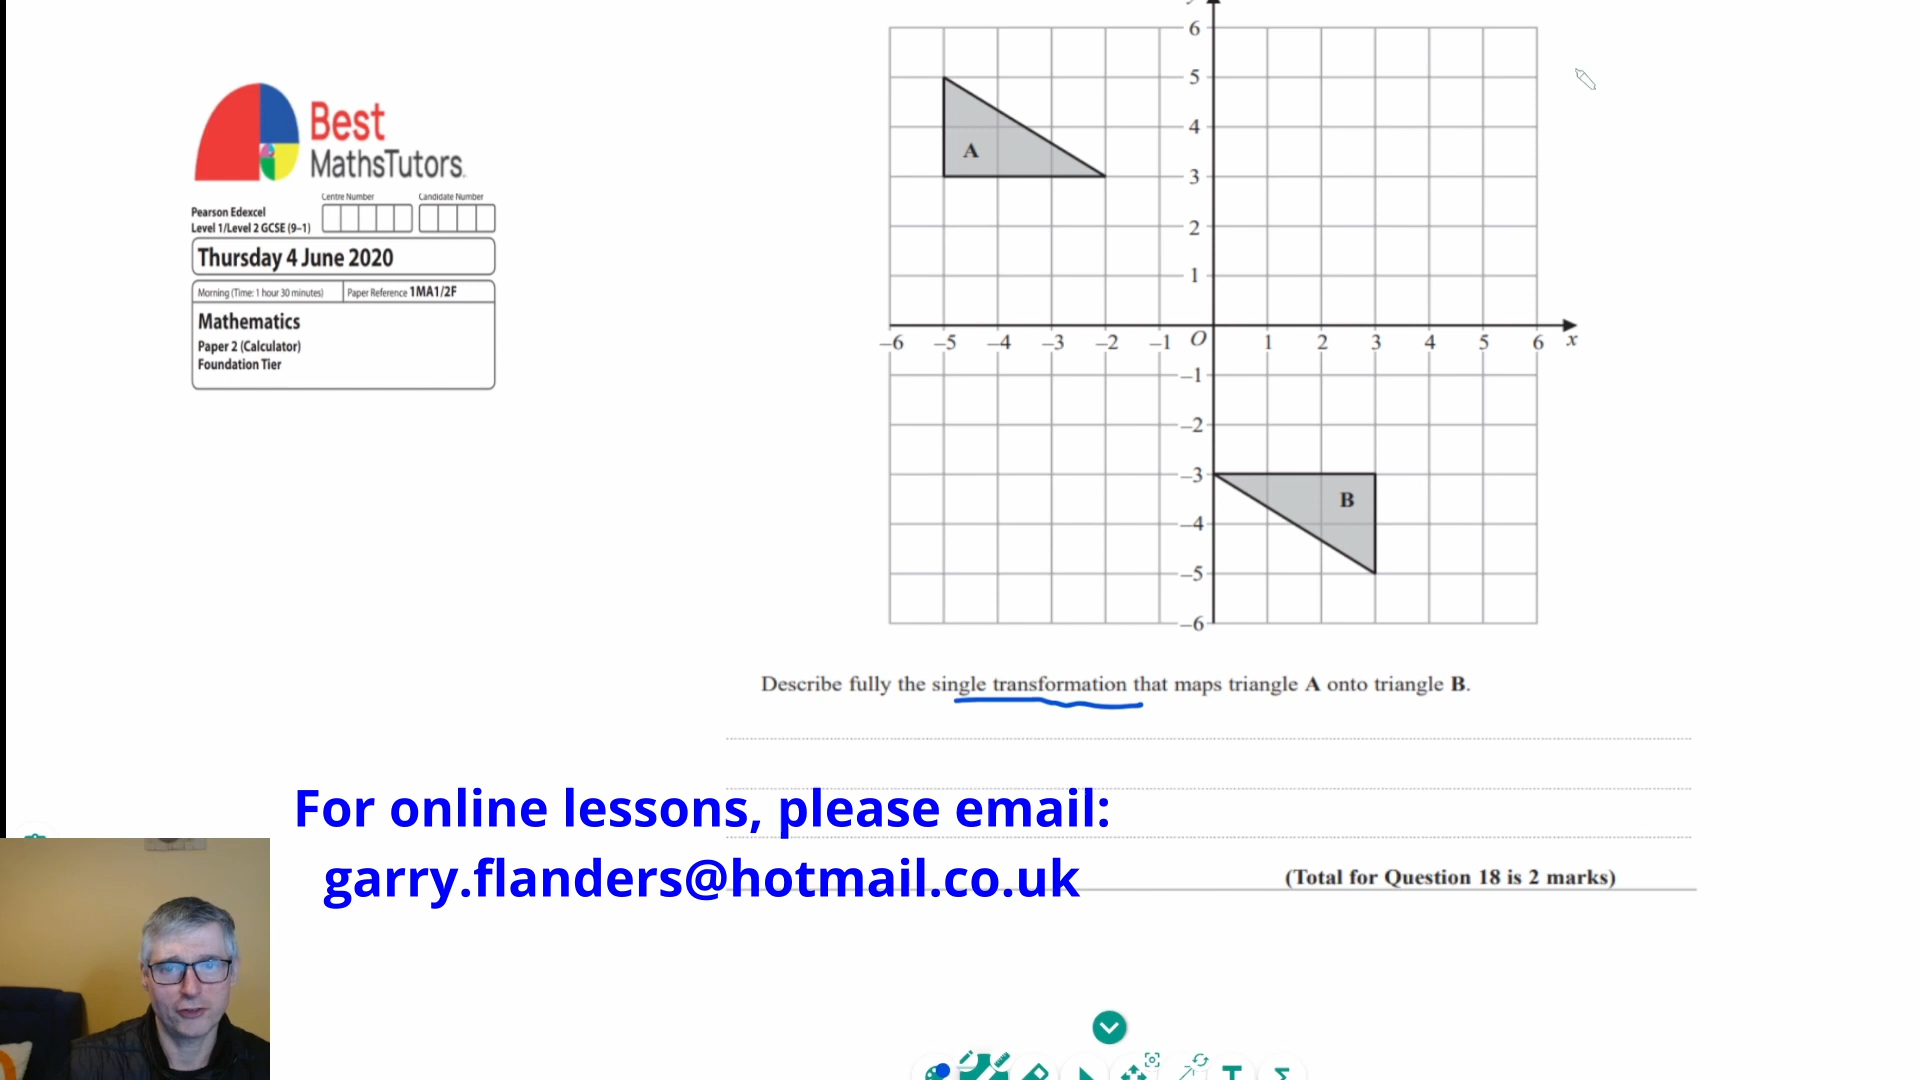 Best
MathsTutors.
Centre Number
Candidate Number
Pearson Edexcel
Level 1/Level 2 GCSE (9–1)
Thursday 4 June 2020
Morning (Time: 1 hour 30 minutes)
Paper Reference 1MA1/2F
Mathematics
Paper 2 (Calculator)
Foundation Tier
6
5
4
3
2
1
A
–6 –5 –4 –3 –2 –1 O 1 2 3 4 5 6 x
–1
–2
–3
–4
–5
–6
B
Describe fully the single transformation that maps triangle A onto triangle B.
For online lessons, please email:
garry.flanders@hotmail.co.uk
(Total for Question 18 is 2 marks)